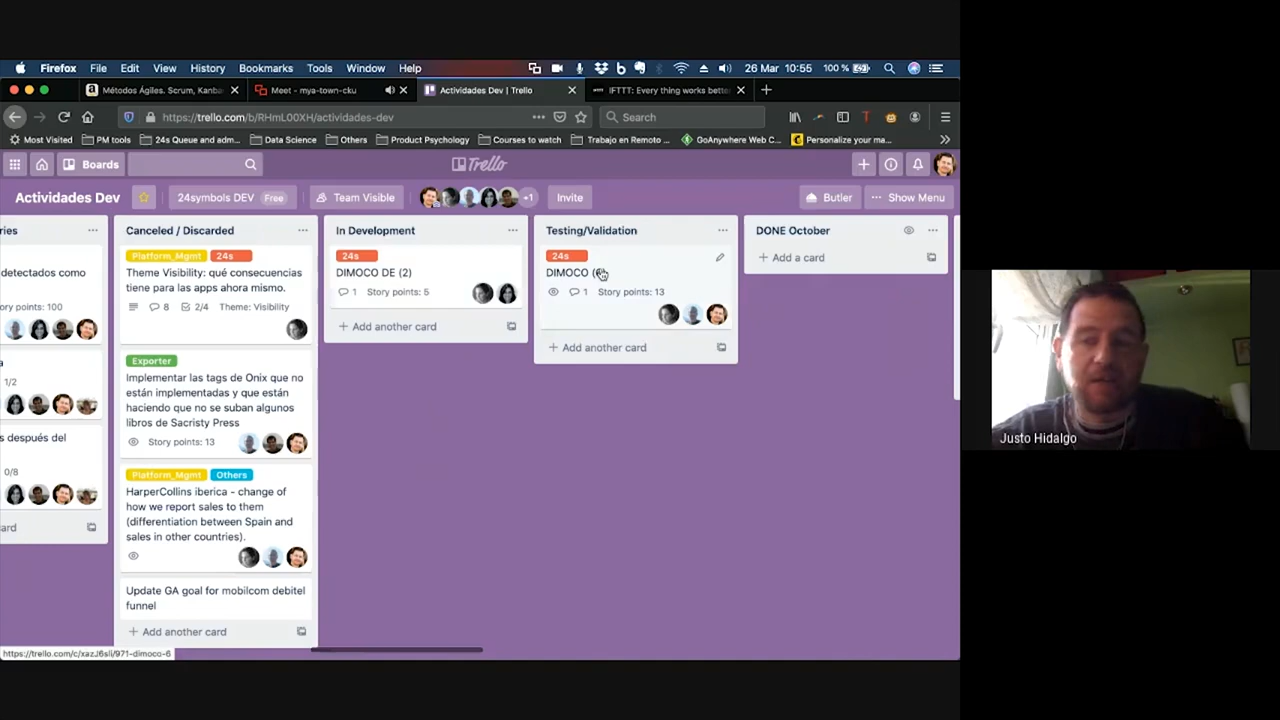 Firefox File Edit View History Bookmarks Tools Window Help 26 Mar 10:55 100 %
Métodos Ágiles. Scrum, Kanba
Meet - mya-town-cku
Actividades Dev | Trello
IFTTT: Every thing works bette
https://trello.com/b/RHmL00XH/actividades-dev
Search
Most Visited PM tools 24s Queue and adm... Data Science Others Product Psychology Courses to watch Trabajo en Remoto ... GoAnywhere Web C... Personalize your ma...
Boards
Trello
Actividades Dev 24symbols DEV Free Team Visible +1 Invite Butler Show Menu
ries
detectados como
ory points: 100
a
1/2
s después del
0/8
card
Canceled / Discarded
Platform_Mgmt 24s
Theme Visibility: qué consecuencias
tiene para las apps ahora mismo.
8 2/4 Theme: Visibility
Exporter
Implementar las tags de Onix que no
están implementadas y que están
haciendo que no se suban algunos
libros de Sacristy Press
Story points: 13
Platform_Mgmt Others
HarperCollins iberica - change of
how we report sales to them
(differentiation between Spain and
sales in other countries).
Update GA goal for mobilcom debitel
funnel
+ Add another card
In Development
24s
DIMOCO DE (2)
1 Story points: 5
+ Add another card
Testing/Validation
24s
DIMOCO (6)
1 Story points: 13
+ Add another card
DONE October
+ Add a card
https://trello.com/c/xazJ6sli/971-dimoco-6
Justo Hidalgo